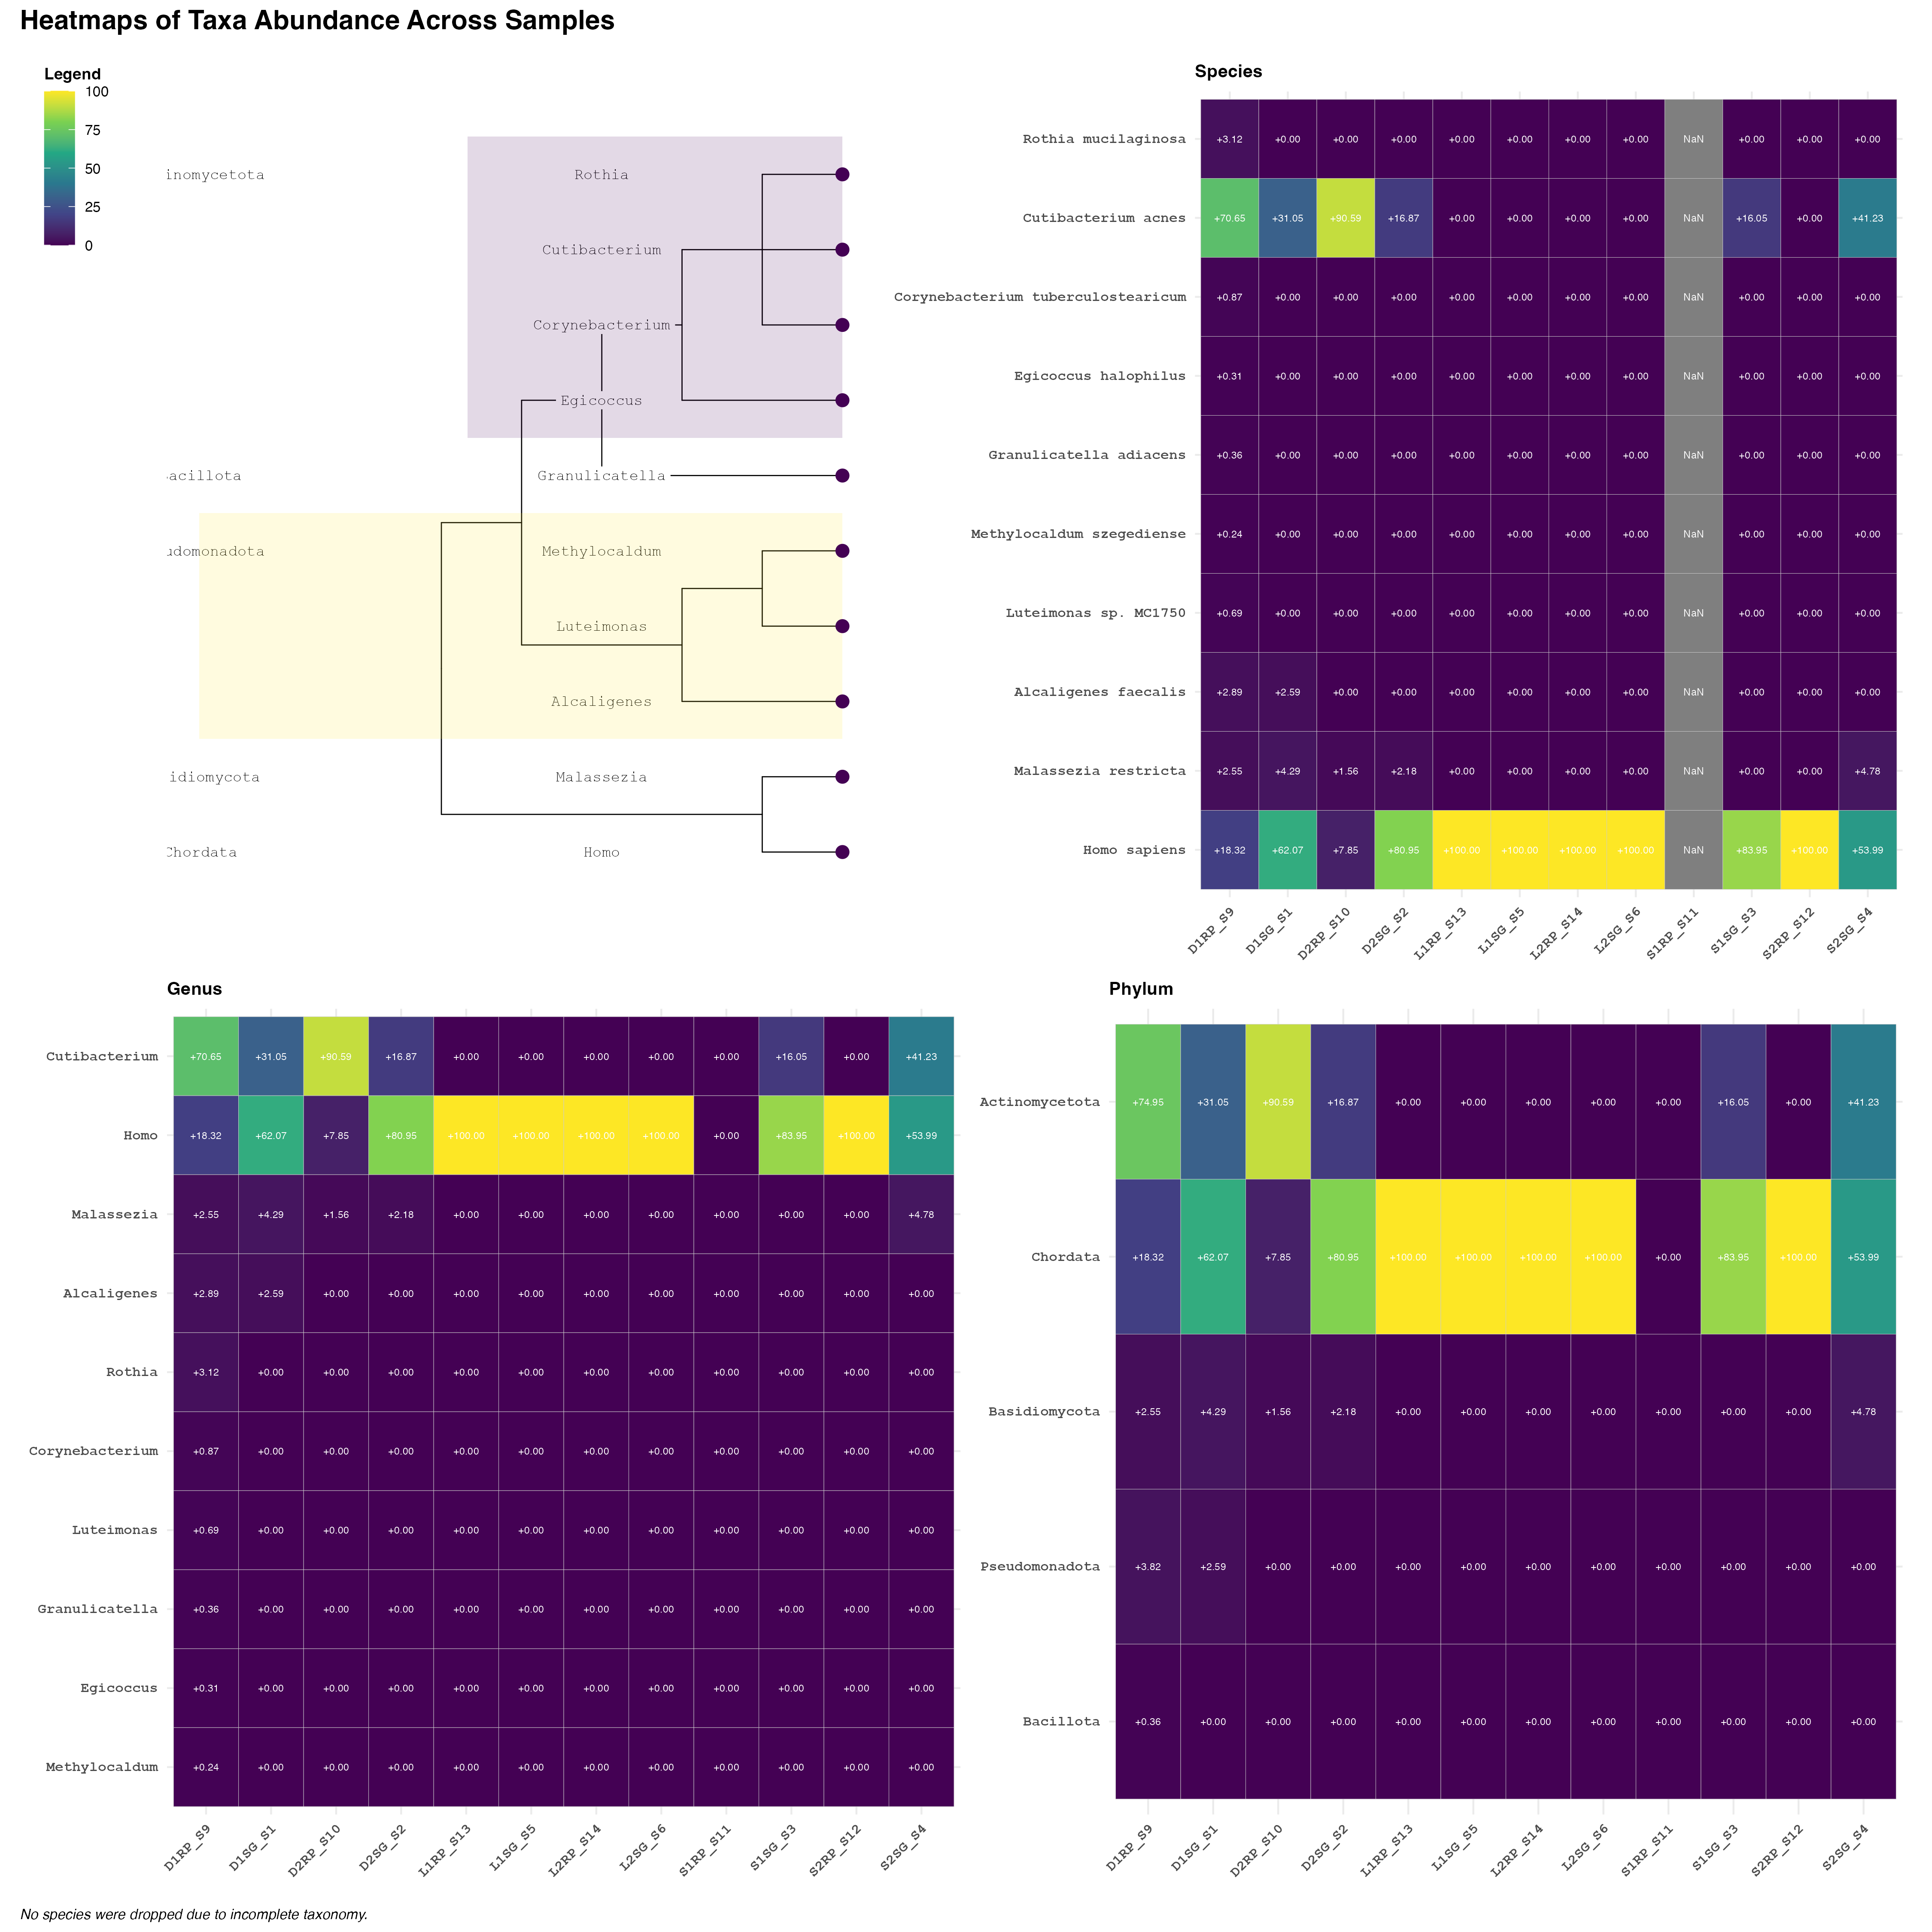 Heatmaps of Taxa Abundance Across Samples
Legend
100
75
50
25
0
inomycetota Rothia
Cutibacterium
Corynebacterium
Egicoccus
acillota Granulicatella
udomonadota Methylocaldum
Luteimonas
Alcaligenes
idiomycota Malassezia
Chordata Homo
Species
Rothia mucilaginosa +3.12 +0.00 +0.00 +0.00 +0.00 +0.00 +0.00 +0.00 NaN +0.00 +0.00 +0.00
Cutibacterium acnes +70.65 +31.05 +90.59 +16.87 +0.00 +0.00 +0.00 +0.00 NaN +16.05 +0.00 +41.23
Corynebacterium tuberculostearicum +0.87 +0.00 +0.00 +0.00 +0.00 +0.00 +0.00 +0.00 NaN +0.00 +0.00 +0.00
Egicoccus halophilus +0.31 +0.00 +0.00 +0.00 +0.00 +0.00 +0.00 +0.00 NaN +0.00 +0.00 +0.00
Granulicatella adiacens +0.36 +0.00 +0.00 +0.00 +0.00 +0.00 +0.00 +0.00 NaN +0.00 +0.00 +0.00
Methylocaldum szegediense +0.24 +0.00 +0.00 +0.00 +0.00 +0.00 +0.00 +0.00 NaN +0.00 +0.00 +0.00
Luteimonas sp. MC1750 +0.69 +0.00 +0.00 +0.00 +0.00 +0.00 +0.00 +0.00 NaN +0.00 +0.00 +0.00
Alcaligenes faecalis +2.89 +2.59 +0.00 +0.00 +0.00 +0.00 +0.00 +0.00 NaN +0.00 +0.00 +0.00
Malassezia restricta +2.55 +4.29 +1.56 +2.18 +0.00 +0.00 +0.00 +0.00 NaN +0.00 +0.00 +4.78
Homo sapiens +18.32 +62.07 +7.85 +80.95 +100.00 +100.00 +100.00 +100.00 NaN +83.95 +100.00 +53.99
D1RP_S9 D1SG_S1 D2RP_S10 D2SG_S2 L1RP_S13 L1SG_S5 L2RP_S14 L2SG_S6 S1RP_S11 S1SG_S3 S2RP_S12 S2SG_S4
Genus
Cutibacterium +70.65 +31.05 +90.59 +16.87 +0.00 +0.00 +0.00 +0.00 +0.00 +16.05 +0.00 +41.23
Homo +18.32 +62.07 +7.85 +80.95 +100.00 +100.00 +100.00 +100.00 +0.00 +83.95 +100.00 +53.99
Malassezia +2.55 +4.29 +1.56 +2.18 +0.00 +0.00 +0.00 +0.00 +0.00 +0.00 +0.00 +4.78
Alcaligenes +2.89 +2.59 +0.00 +0.00 +0.00 +0.00 +0.00 +0.00 +0.00 +0.00 +0.00 +0.00
Rothia +3.12 +0.00 +0.00 +0.00 +0.00 +0.00 +0.00 +0.00 +0.00 +0.00 +0.00 +0.00
Corynebacterium +0.87 +0.00 +0.00 +0.00 +0.00 +0.00 +0.00 +0.00 +0.00 +0.00 +0.00 +0.00
Luteimonas +0.69 +0.00 +0.00 +0.00 +0.00 +0.00 +0.00 +0.00 +0.00 +0.00 +0.00 +0.00
Granulicatella +0.36 +0.00 +0.00 +0.00 +0.00 +0.00 +0.00 +0.00 +0.00 +0.00 +0.00 +0.00
Egicoccus +0.31 +0.00 +0.00 +0.00 +0.00 +0.00 +0.00 +0.00 +0.00 +0.00 +0.00 +0.00
Methylocaldum +0.24 +0.00 +0.00 +0.00 +0.00 +0.00 +0.00 +0.00 +0.00 +0.00 +0.00 +0.00
D1RP_S9 D1SG_S1 D2RP_S10 D2SG_S2 L1RP_S13 L1SG_S5 L2RP_S14 L2SG_S6 S1RP_S11 S1SG_S3 S2RP_S12 S2SG_S4
Phylum
Actinomycetota +74.95 +31.05 +90.59 +16.87 +0.00 +0.00 +0.00 +0.00 +0.00 +16.05 +0.00 +41.23
Chordata +18.32 +62.07 +7.85 +80.95 +100.00 +100.00 +100.00 +100.00 +0.00 +83.95 +100.00 +53.99
Basidiomycota +2.55 +4.29 +1.56 +2.18 +0.00 +0.00 +0.00 +0.00 +0.00 +0.00 +0.00 +4.78
Pseudomonadota +3.82 +2.59 +0.00 +0.00 +0.00 +0.00 +0.00 +0.00 +0.00 +0.00 +0.00 +0.00
Bacillota +0.36 +0.00 +0.00 +0.00 +0.00 +0.00 +0.00 +0.00 +0.00 +0.00 +0.00 +0.00
D1RP_S9 D1SG_S1 D2RP_S10 D2SG_S2 L1RP_S13 L1SG_S5 L2RP_S14 L2SG_S6 S1RP_S11 S1SG_S3 S2RP_S12 S2SG_S4
No species were dropped due to incomplete taxonomy.